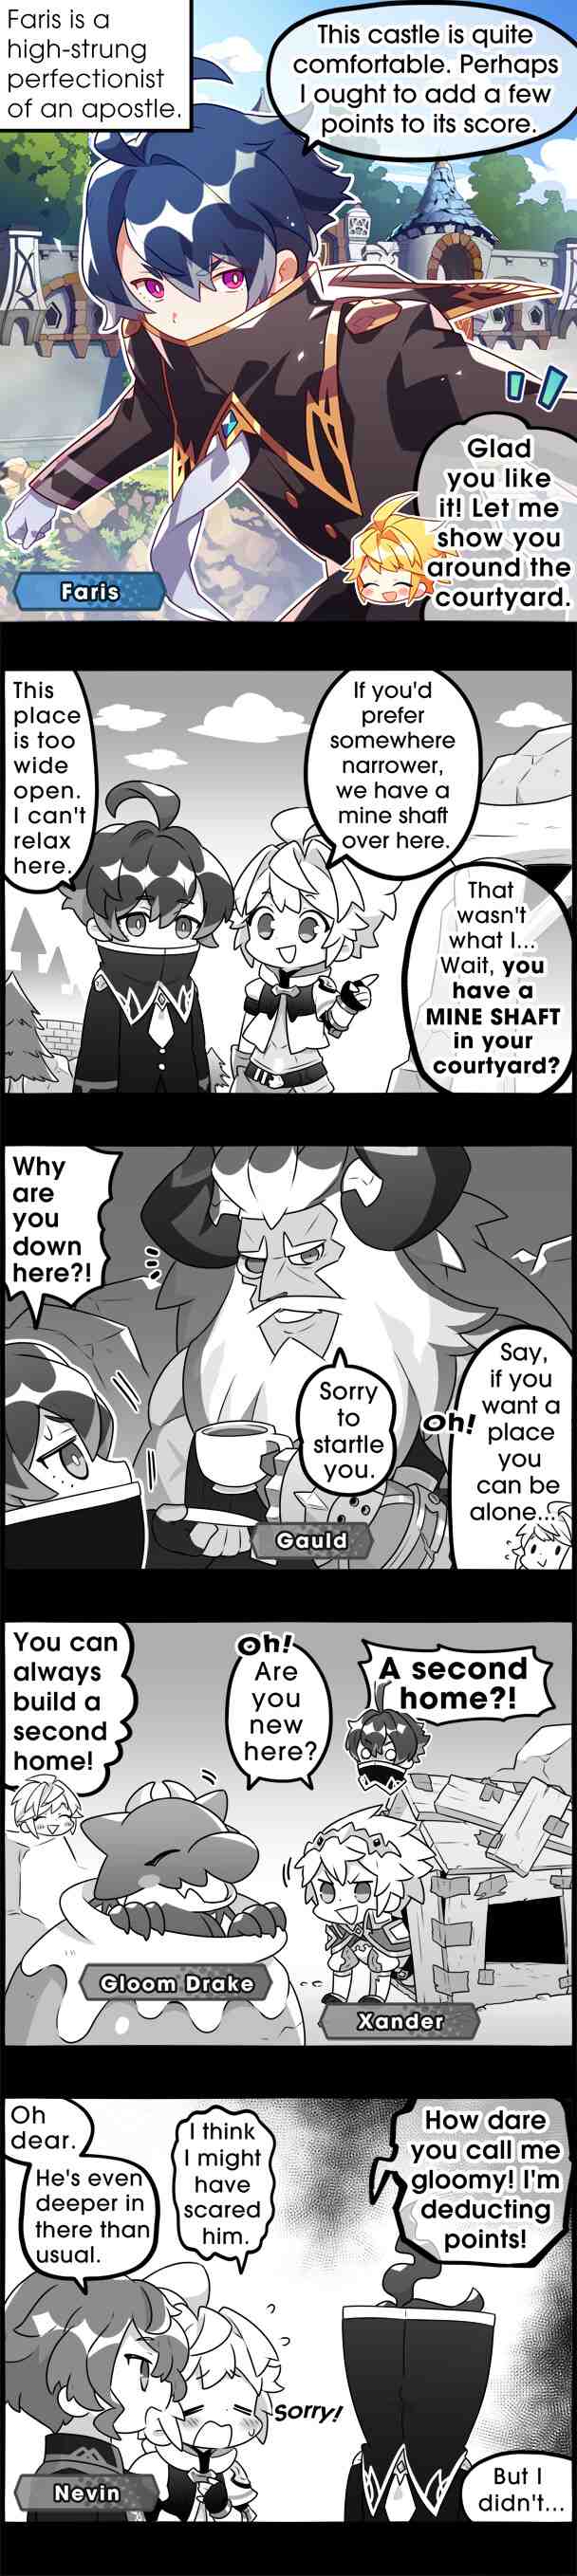 Faris is a
high-strung
perfectionist
of an apostle.
This castle is quite
comfortable. Perhaps
I ought to add a few
points to its score.
Glad
you like
it! Let me
show you
around the
courtyard.
Faris
This
place
is too
wide
open.
I can't
relax
here.
If you'd
prefer
somewhere
narrower,
we have a
mine shaft
over here.
That
wasn't
what I...
Wait, you
have a
MINE SHAFT
in your
courtyard?
Why
are
you
down
here?!
Sorry
to
startle
you.
Gauld
Oh!
Say,
if you
want a
place
you
can be
alone...
You can
always
build a
second
home!
Oh!
Are
you
new
here?
A second
home?!
Gloom Drake
Xander
Oh
dear.
He's even
deeper in
there than
usual.
I think
I might
have
scared
him.
How dare
you call me
gloomy! I'm
deducting
points!
Sorry!
Nevin
But I
didn't...